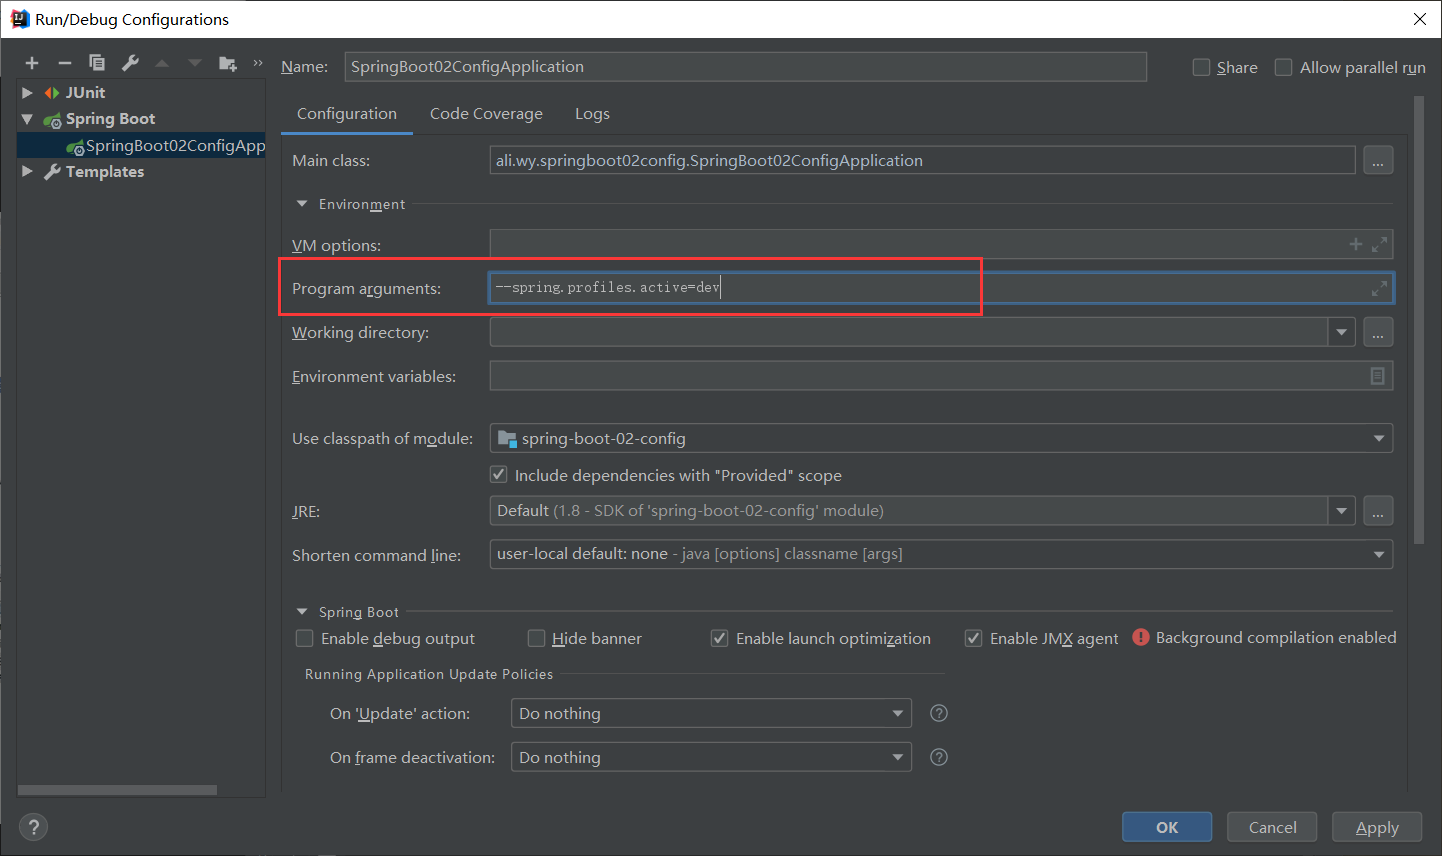 Run/Debug Configurations
Name: SpringBoot02ConfigApplication
Share
Allow parallel run
JUnit
Spring Boot
SpringBoot02ConfigApp
Templates
Configuration Code Coverage Logs
Main class: ali.wy.springboot02config.SpringBoot02ConfigApplication ...
Environment
VM options:
Program arguments: --spring.profiles.active=dev
Working directory: ...
Environment variables:
Use classpath of module: spring-boot-02-config
Include dependencies with "Provided" scope
JRE: Default (1.8 - SDK of 'spring-boot-02-config' module) ...
Shorten command line: user-local default: none - java [options] classname [args]
Spring Boot
Enable debug output Hide banner Enable launch optimization Enable JMX agent Background compilation enabled
Running Application Update Policies
On 'Update' action: Do nothing ?
On frame deactivation: Do nothing ?
? OK Cancel Apply